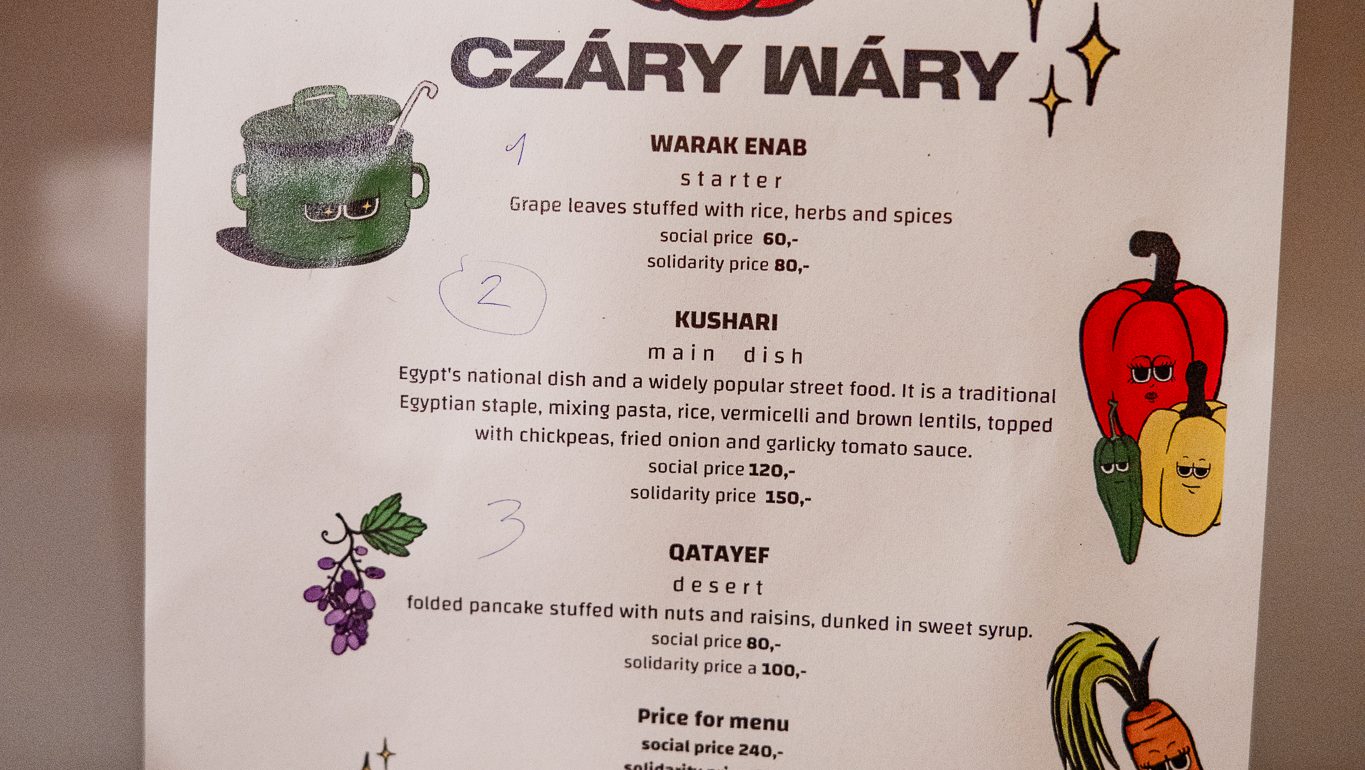 CZÁRY WÁRY
1
WARAK ENAB
starter
Grape leaves stuffed with rice, herbs and spices
social price 60,-
solidarity price 80,-
2
KUSHARI
main dish
Egypt's national dish and a widely popular street food. It is a traditional
Egyptian staple, mixing pasta, rice, vermicelli and brown lentils, topped
with chickpeas, fried onion and garlicky tomato sauce.
social price 120,-
solidarity price 150,-
3
QATAYEF
desert
folded pancake stuffed with nuts and raisins, dunked in sweet syrup.
social price 80,-
solidarity price a 100,-
Price for menu
social price 240,-